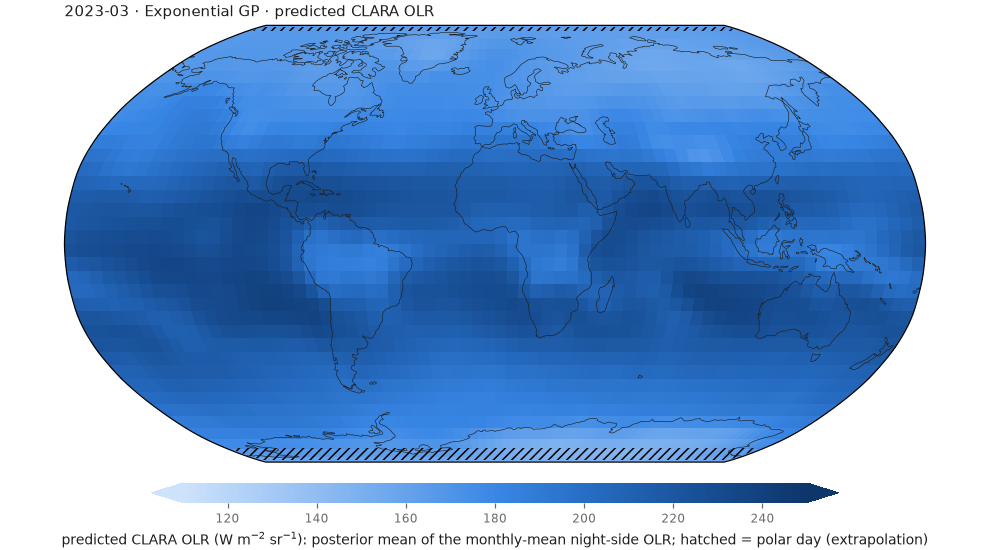 2023-03 · Exponential GP · predicted CLARA OLR
120 140 160 180 200 220 240
predicted CLARA OLR (W m⁻² sr⁻¹): posterior mean of the monthly-mean night-side OLR; hatched = polar day (extrapolation)